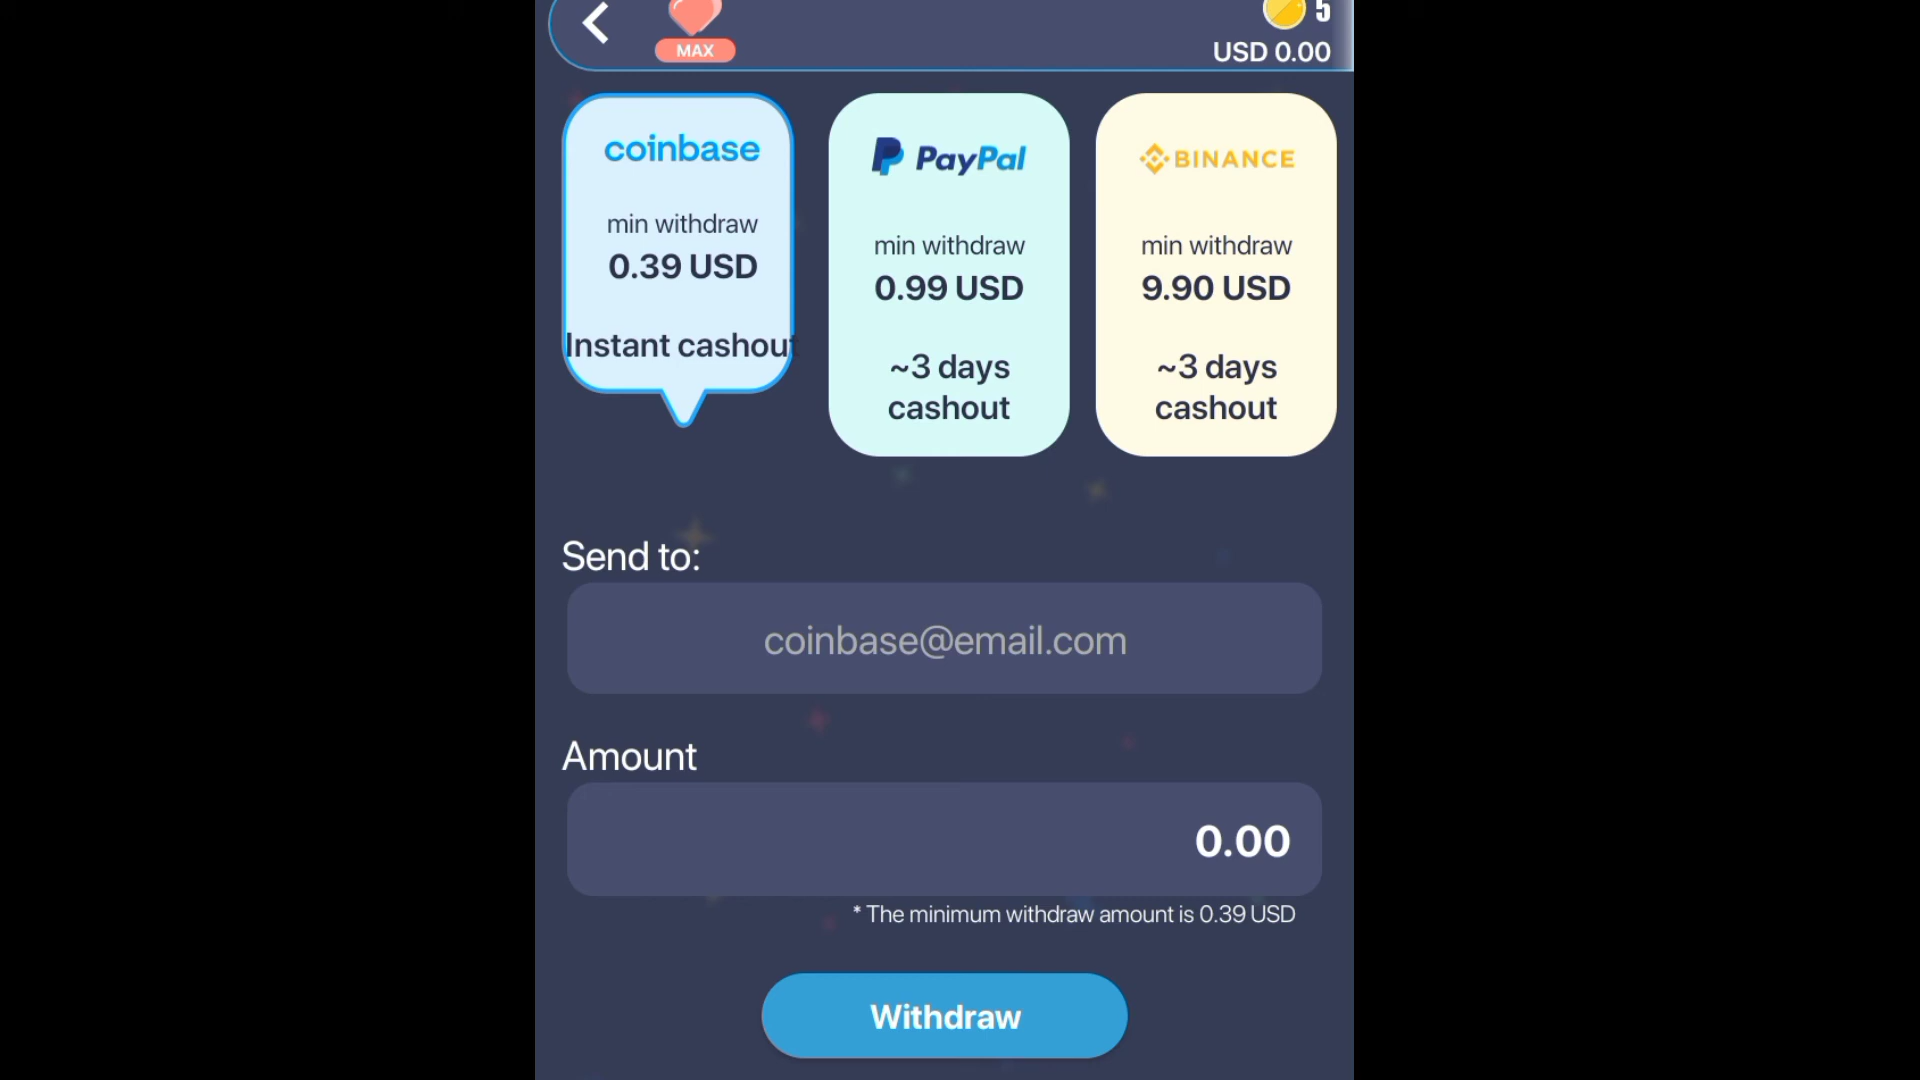 5
MAX
USD 0.00
coinbase
min withdraw
0.39 USD
Instant cashout
PayPal
min withdraw
0.99 USD
~3 days
cashout
BINANCE
min withdraw
9.90 USD
~3 days
cashout
Send to:
coinbase@email.com
Amount
0.00
* The minimum withdraw amount is 0.39 USD
Withdraw